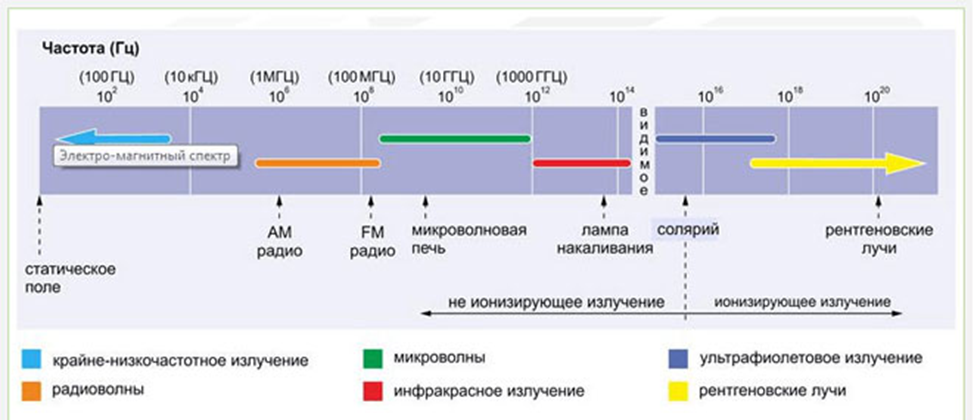 Частота (Гц)
(100 ГЦ) (10 кГЦ) (1МГЦ) (100 МГЦ) (10 ГГЦ) (1000 ГГЦ)
10² 10⁴ 10⁶ 10⁸ 10¹⁰ 10¹² 10¹⁴ 10¹⁶ 10¹⁸ 10²⁰
видимое
Электро-магнитный спектр
статическое
поле
АМ
радио
FM
радио
микроволновая
печь
лампа
накаливания
солярий
рентгеновские
лучи
не ионизирующее излучение
ионизирующее излучение
крайне-низкочастотное излучение
радиоволны
микроволны
инфракрасное излучение
ультрафиолетовое излучение
рентгеновские лучи